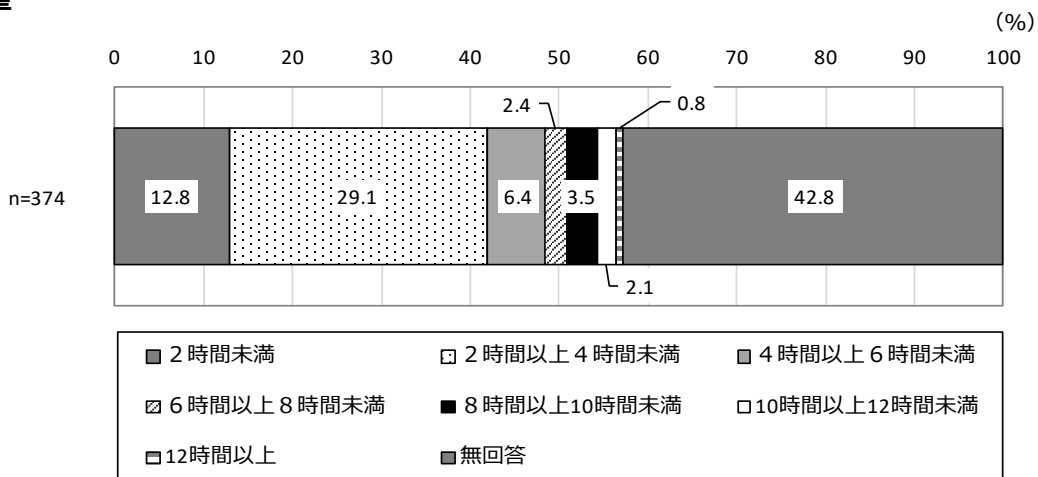 (%)
0 10 20 30 40 50 60 70 80 90 100
2.4 0.8
n=374 12.8 29.1 6.4 3.5 42.8
2.1
２時間未満 ２時間以上４時間未満 ４時間以上６時間未満
６時間以上８時間未満 ８時間以上10時間未満 10時間以上12時間未満
12時間以上 無回答